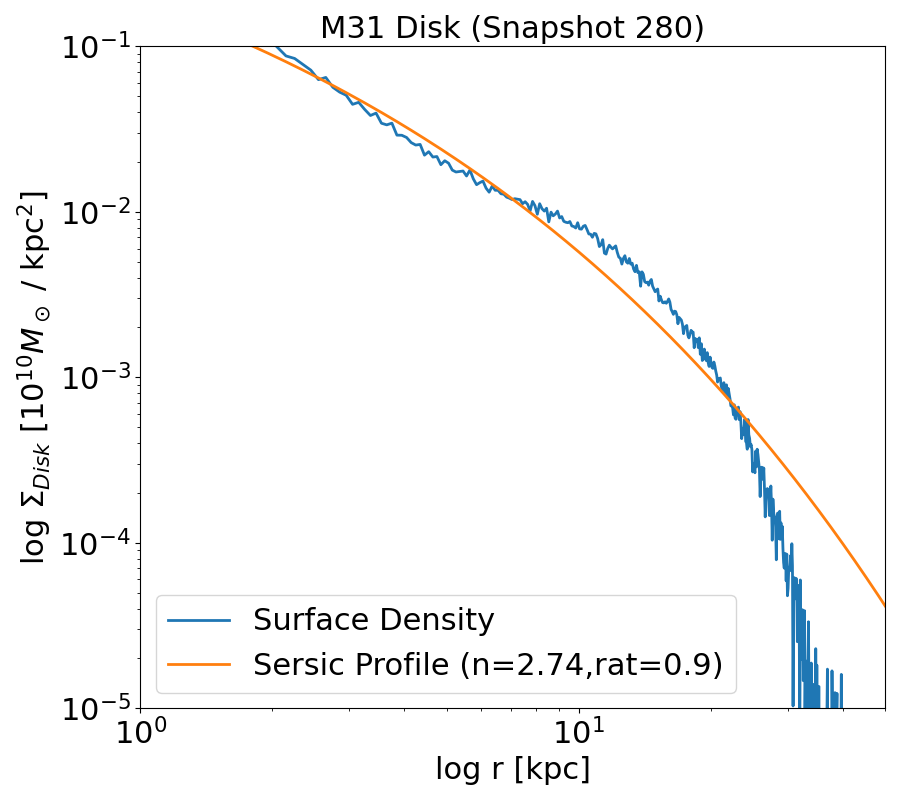 M31 Disk (Snapshot 280)
10⁻¹
10⁻²
10⁻³
10⁻⁴
10⁻⁵
log Σ_Disk [10¹⁰M_⊙ / kpc²]
Surface Density
Sersic Profile (n=2.74,rat=0.9)
10⁰ 10¹
log r [kpc]